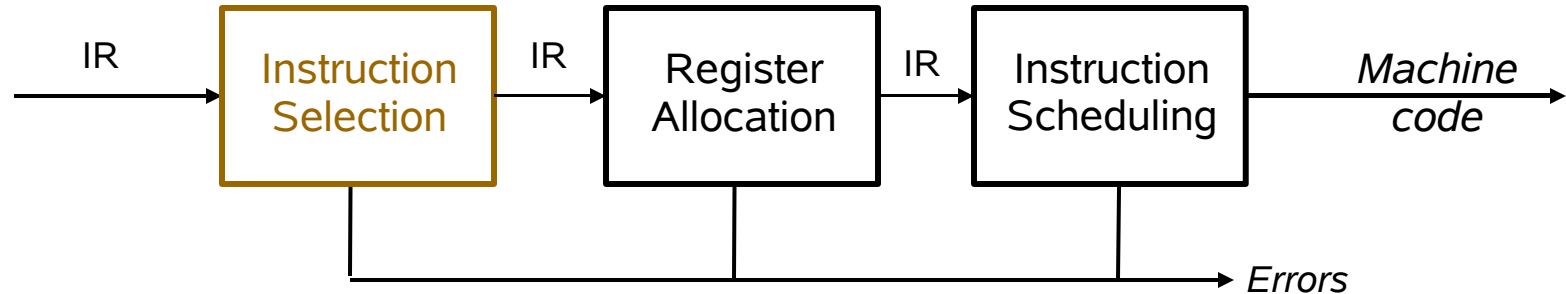 IR
Instruction
Selection
IR
Register
Allocation
IR
Instruction
Scheduling
Machine
code
Errors